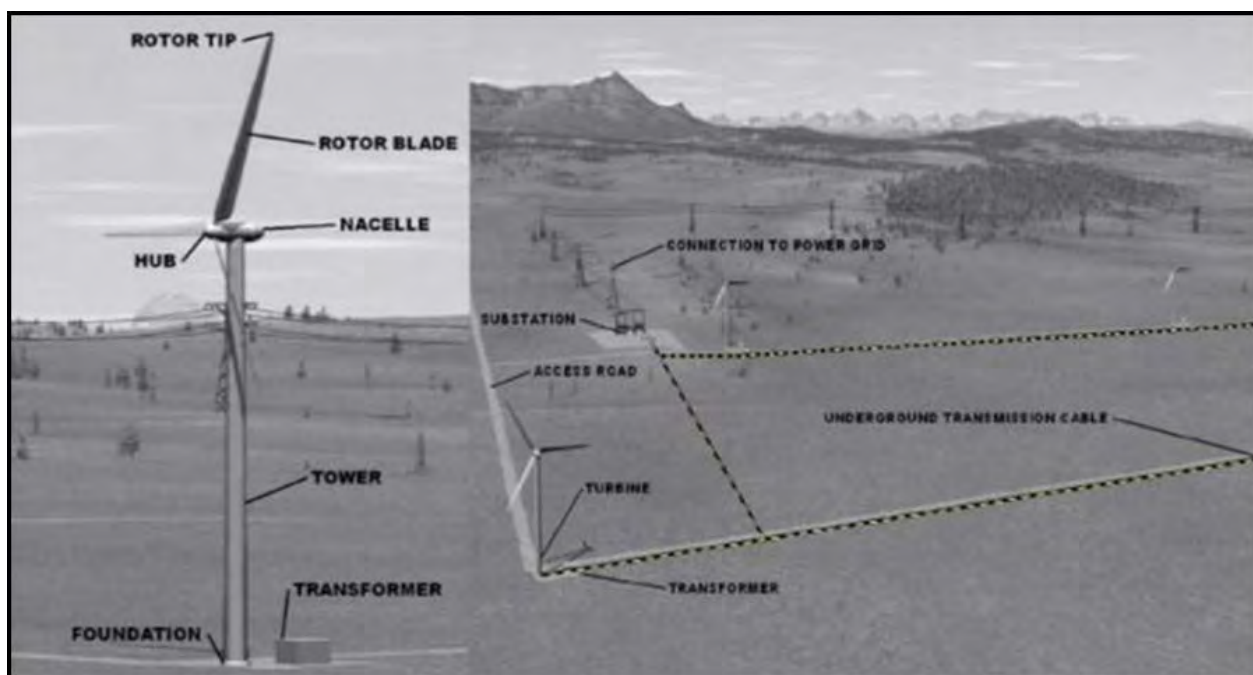 ROTOR TIP
ROTOR BLADE
NACELLE
HUB
TOWER
TRANSFORMER
FOUNDATION
CONNECTION TO POWER GRID
SUBSTATION
ACCESS ROAD
UNDERGROUND TRANSMISSION CABLE
TURBINE
TRANSFORMER